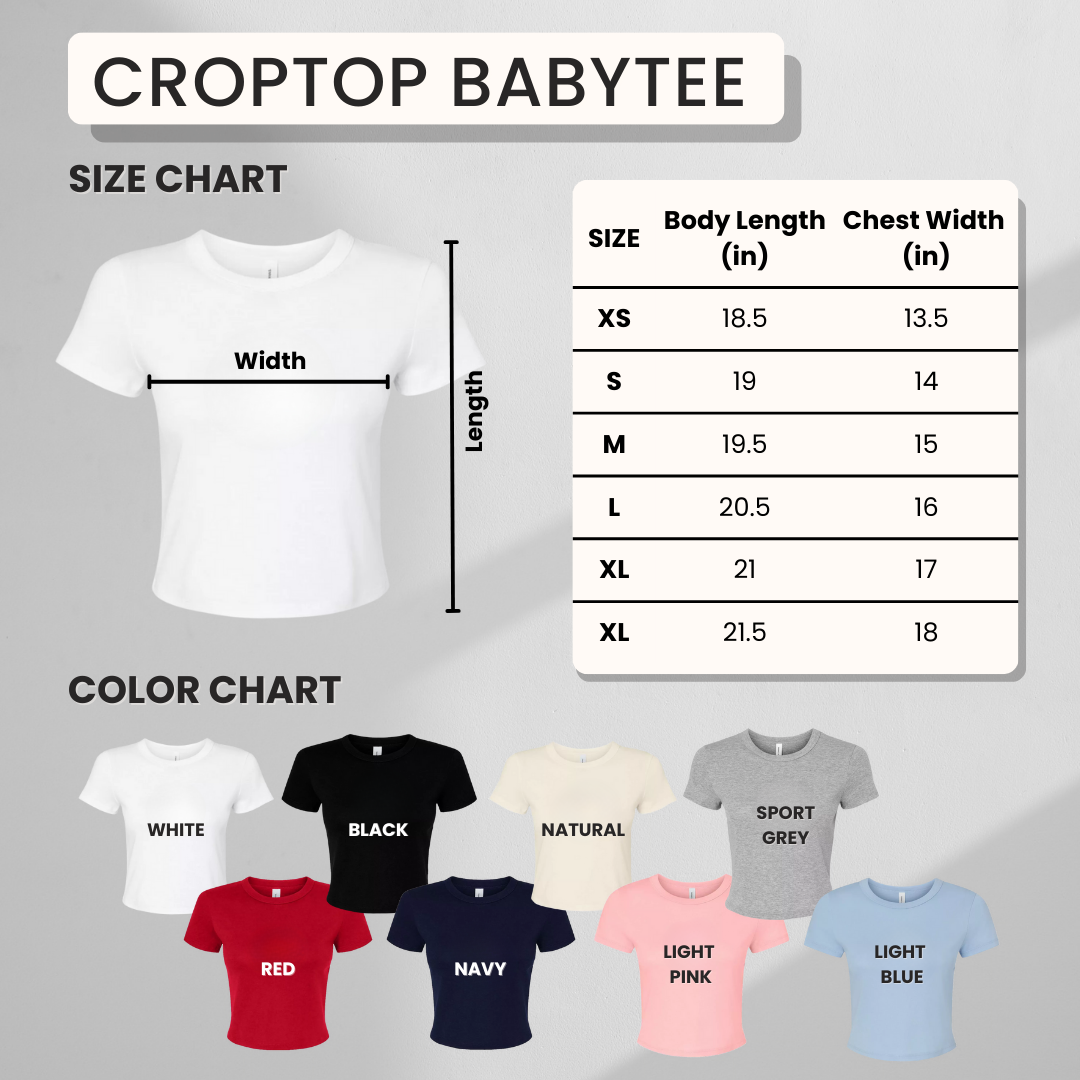 CROPTOP BABYTEE
SIZE CHART
Width
Length
SIZE Body Length (in) Chest Width (in)
XS 18.5 13.5
S 19 14
M 19.5 15
L 20.5 16
XL 21 17
XL 21.5 18
COLOR CHART
WHITE
BLACK
NATURAL
SPORT
GREY
RED
NAVY
LIGHT
PINK
LIGHT
BLUE